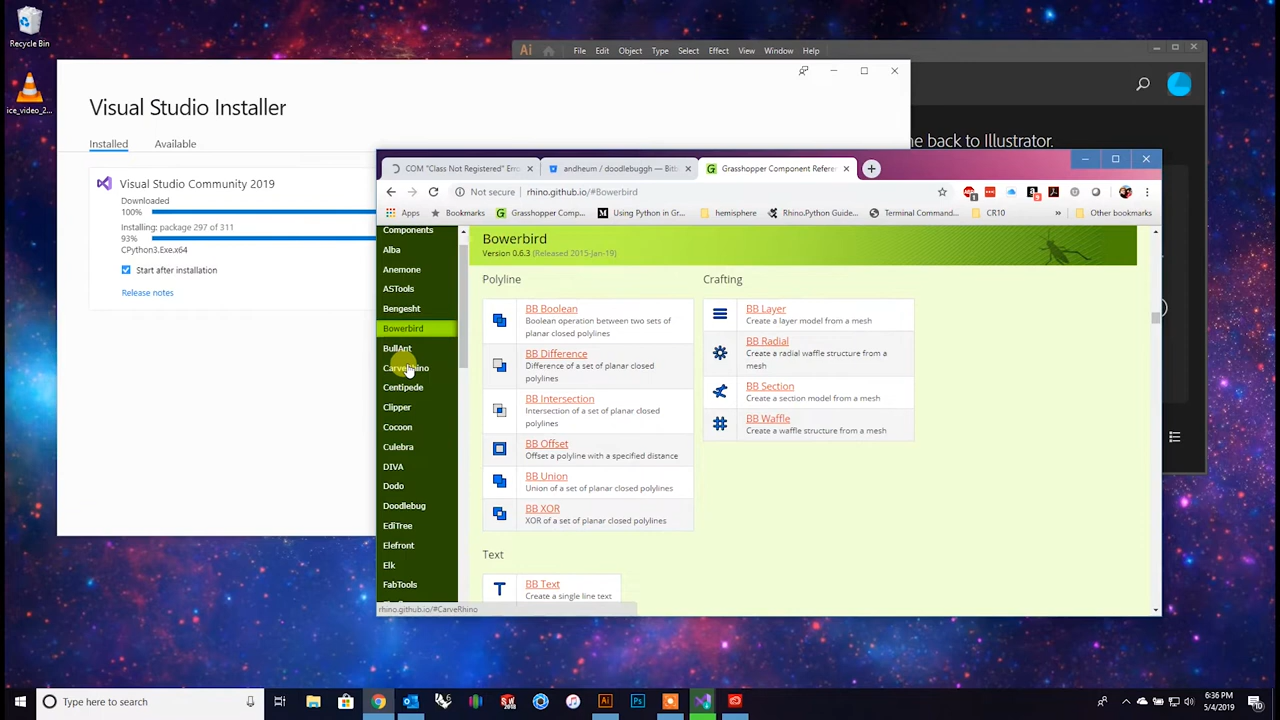 Recycle Bin
ice_video_2...
Ai
File Edit Object Type Select Effect View Window Help
Visual Studio Installer
Installed Available
Visual Studio Community 2019
Downloaded
100%
Installing: package 297 of 311
93%
CPython3.Exe.x64
Start after installation
Release notes
me back to Illustrator.
COM "Class Not Registered" Erro
andheum / doodlebuggh — Bitb
Grasshopper Component Refere
Not secure rhino.github.io/#Bowerbird
Apps Bookmarks Grasshopper Comp... Using Python in Gr... hemisphere Rhino.Python.Guide... Terminal Command... CR10 » Other bookmarks
Components
Alba
Anemone
ASTools
Bengesht
Bowerbird
BullAnt
CarveRhino
Centipede
Clipper
Cocoon
Culebra
DIVA
Dodo
Doodlebug
EdiTree
Elefront
Elk
FabTools
Bowerbird
Version 0.6.3 (Released 2015-Jan-19)
Polyline
BB Boolean
Boolean operation between two sets of
planar closed polylines
BB Difference
Difference of a set of planar closed
polylines
BB Intersection
Intersection of a set of planar closed
polylines
BB Offset
Offset a polyline with a specified distance
BB Union
Union of a set of planar closed polylines
BB XOR
XOR of a set of planar closed polylines
Text
BB Text
Create a single line text
Crafting
BB Layer
Create a layer model from a mesh
BB Radial
Create a radial waffle structure from a
mesh
BB Section
Create a section model from a mesh
BB Waffle
Create a waffle structure from a mesh
rhino.github.io/#CarveRhino
Type here to search
6:36 PM
5/4/2019